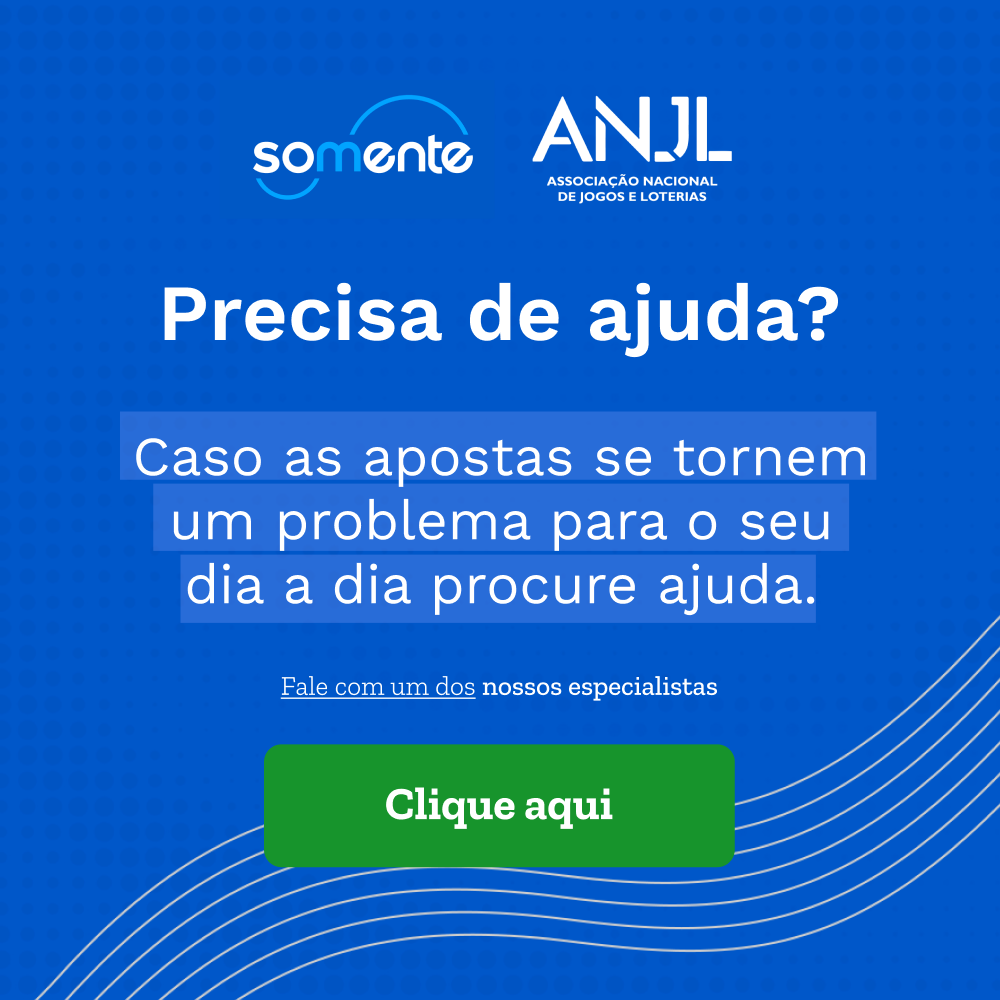 somente
ANJL
ASSOCIAÇÃO NACIONAL
DE JOGOS E LOTERIAS
Precisa de ajuda?
Caso as apostas se tornem
um problema para o seu
dia a dia procure ajuda.
Fale com um dos nossos especialistas
Clique aqui